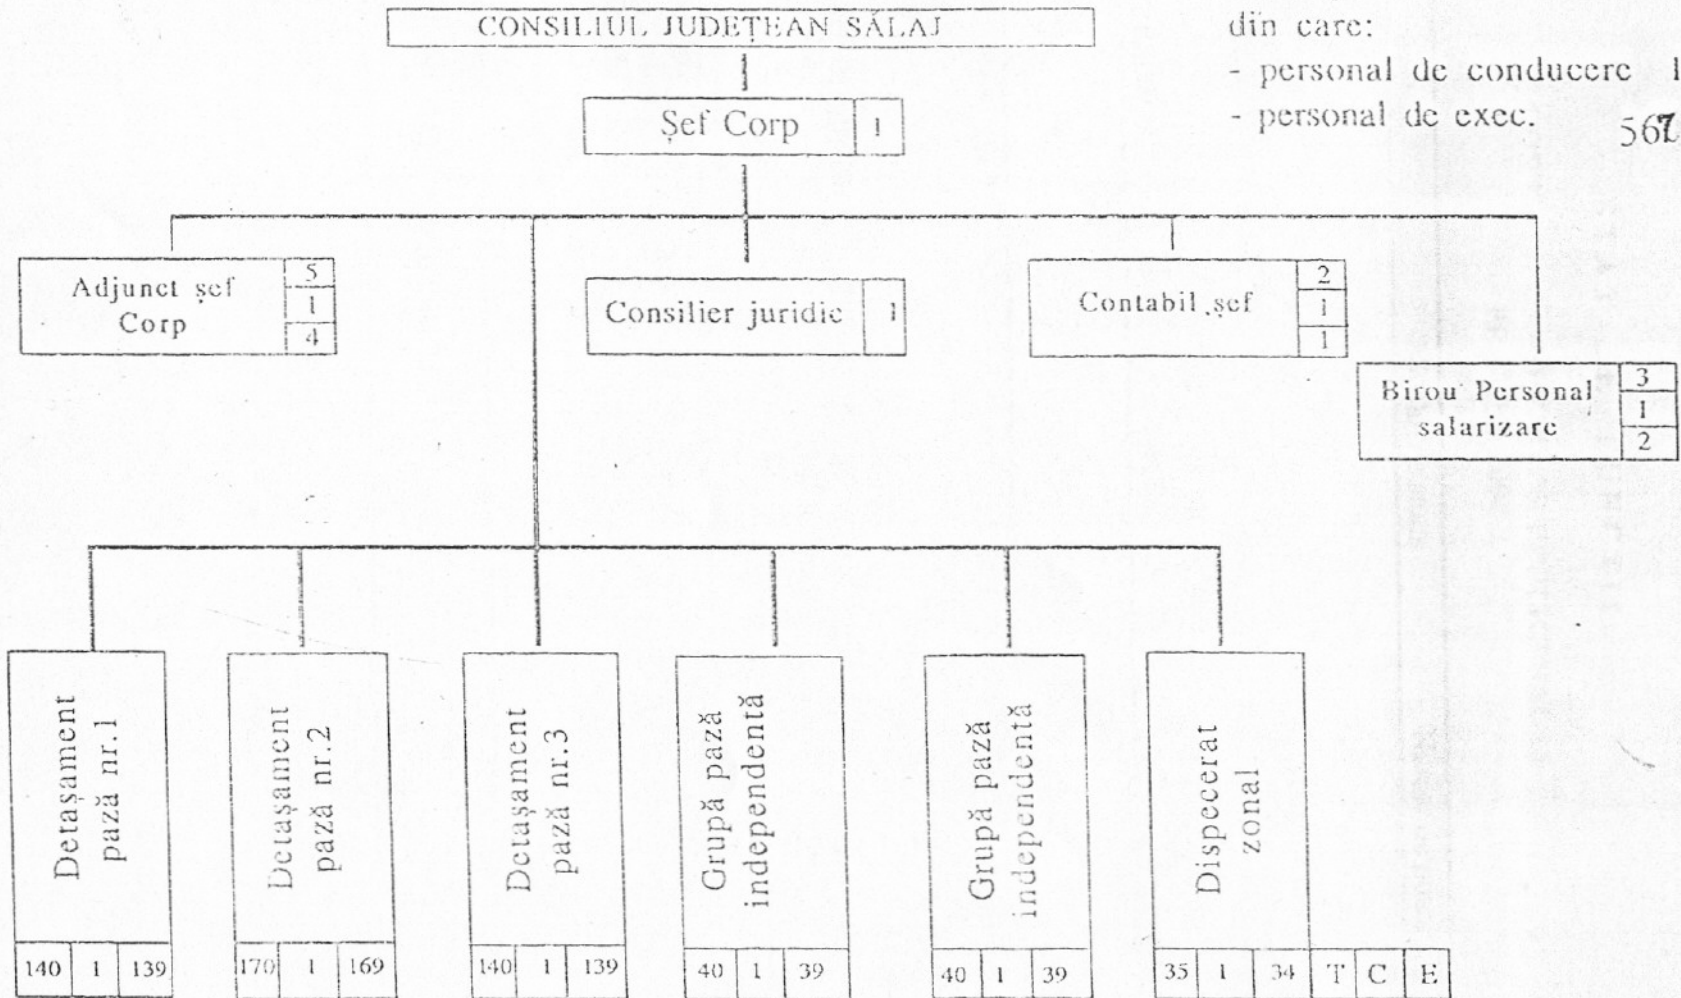 CONSILIUL JUDEȚEAN SĂLAJ
din care:
- personal de conducere 1
- personal de exec. 567
Șef Corp 1
Adjunct șef
Corp
5
1
4
Consilier juridic 1
Contabil șef
2
1
1
Birou Personal
salarizare
3
1
2
Detașament
pază nr.1
140 1 139
Detașament
pază nr.2
170 1 169
Detașament
pază nr.3
140 1 139
Grupă pază
independentă
40 1 39
Grupă pază
independentă
40 1 39
Dispecerat
zonal
35 1 34 T C E